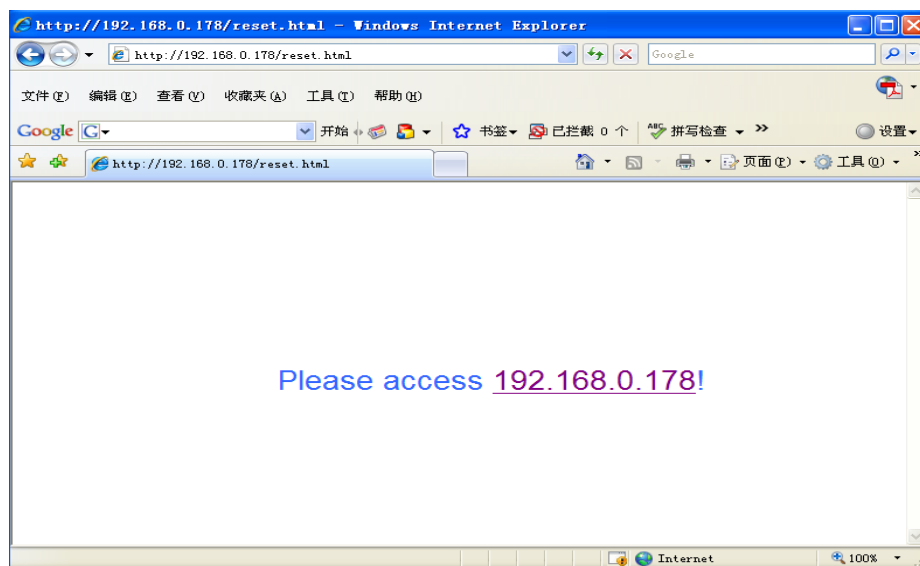 http://192.168.0.178/reset.html - Windows Internet Explorer
http://192.168.0.178/reset.html
Google
文件(F) 编辑(E) 查看(V) 收藏夹(A) 工具(T) 帮助(H)
Google G 开始 书签 已拦截 0 个 ABC 拼写检查 » 设置
http://192.168.0.178/reset.html 页面(P) 工具(O) »
Please access 192.168.0.178!
Internet 100%